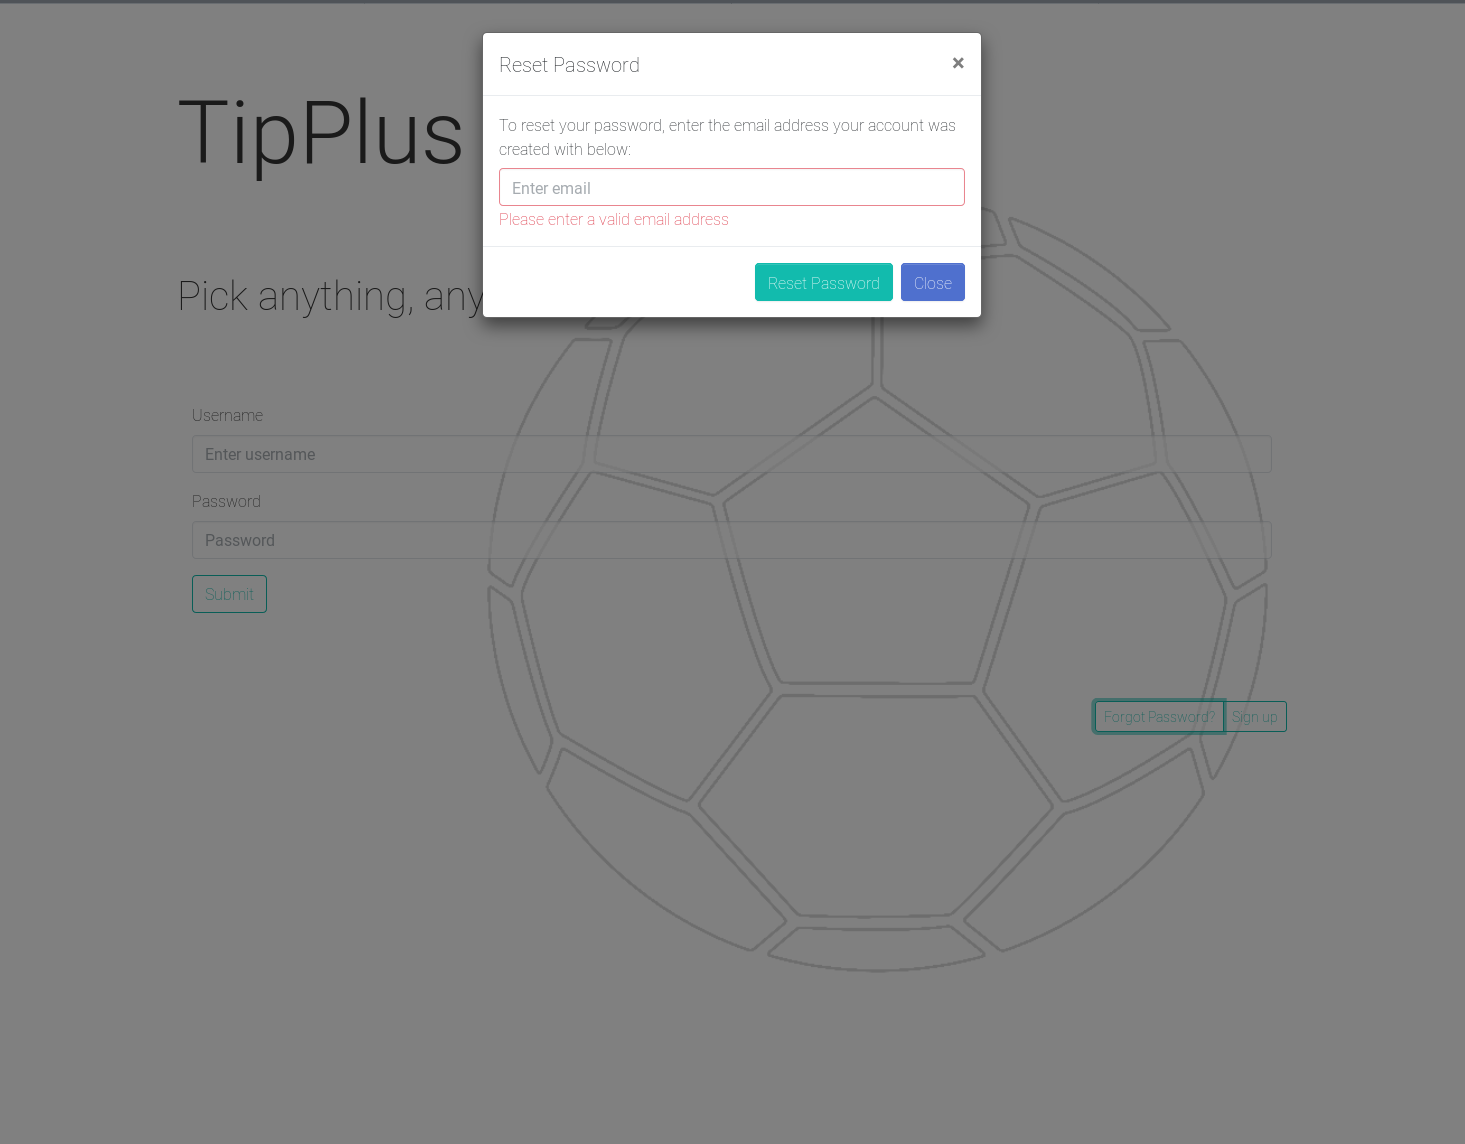 Reset Password
×
To reset your password, enter the email address your account was
created with below:
Enter email
Please enter a valid email address
Reset Password
Close
TipPlus
Pick anything, any
Username
Enter username
Password
Password
Submit
Forgot Password?
Sign up